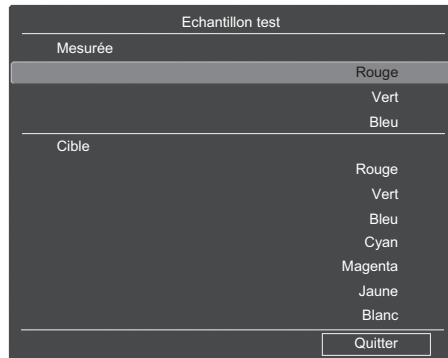 Echantillon test
Mesurée
Rouge
Vert
Bleu
Cible
Rouge
Vert
Bleu
Cyan
Magenta
Jaune
Blanc
Quitter